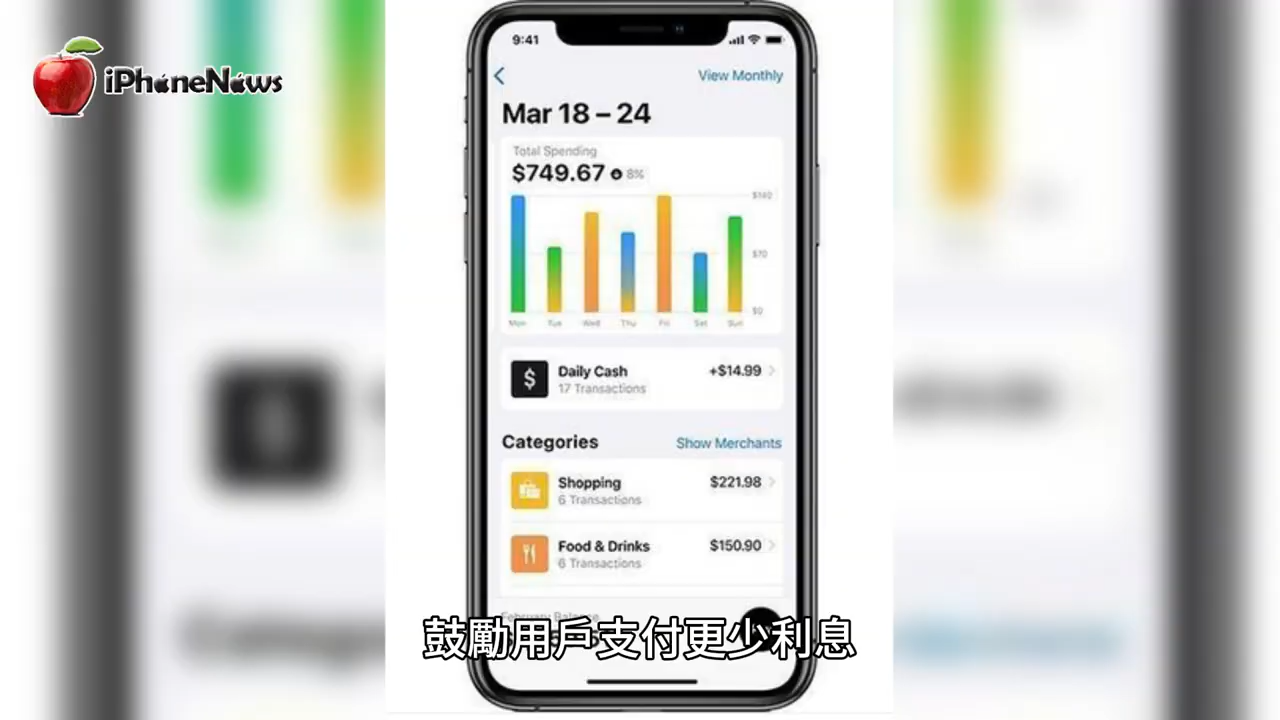 iPhoneNews
9:41
View Monthly
Mar 18 – 24
Total Spending
$749.67 8%
$140
$70
$0
Mon Tue Wed Thu Fri Sat Sun
Daily Cash +$14.99
17 Transactions
Categories Show Merchants
Shopping $221.98
6 Transactions
Food & Drinks $150.90
6 Transactions
February Balance
鼓勵用戶支付更少利息